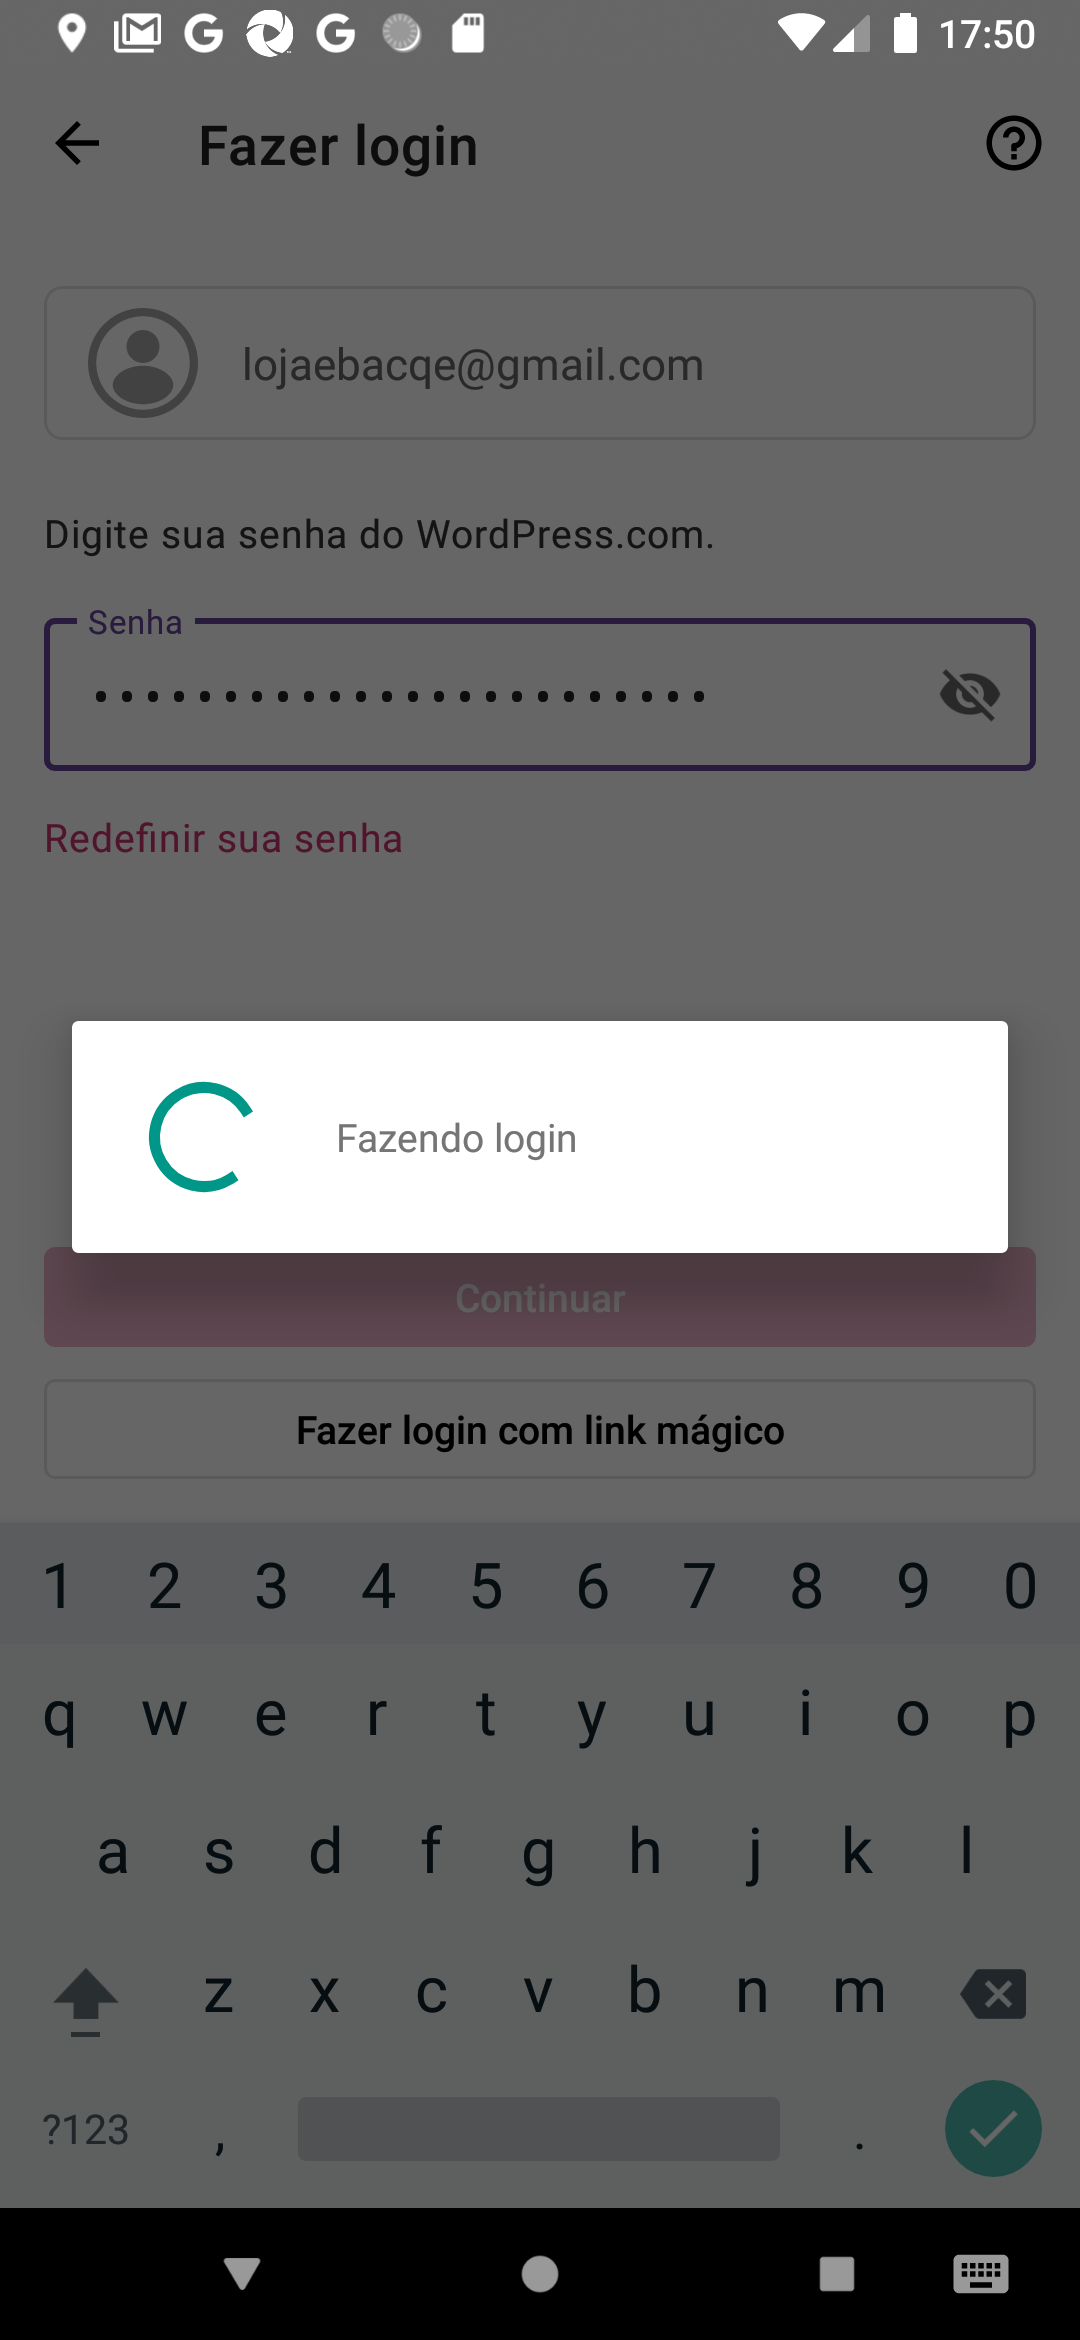 17:50
Fazer login
lojaebacqe@gmail.com
Digite sua senha do WordPress.com.
Senha
Redefinir sua senha
Fazendo login
Continuar
Fazer login com link mágico
1 2 3 4 5 6 7 8 9 0
q w e r t y u i o p
a s d f g h j k l
z x c v b n m
?123 , .